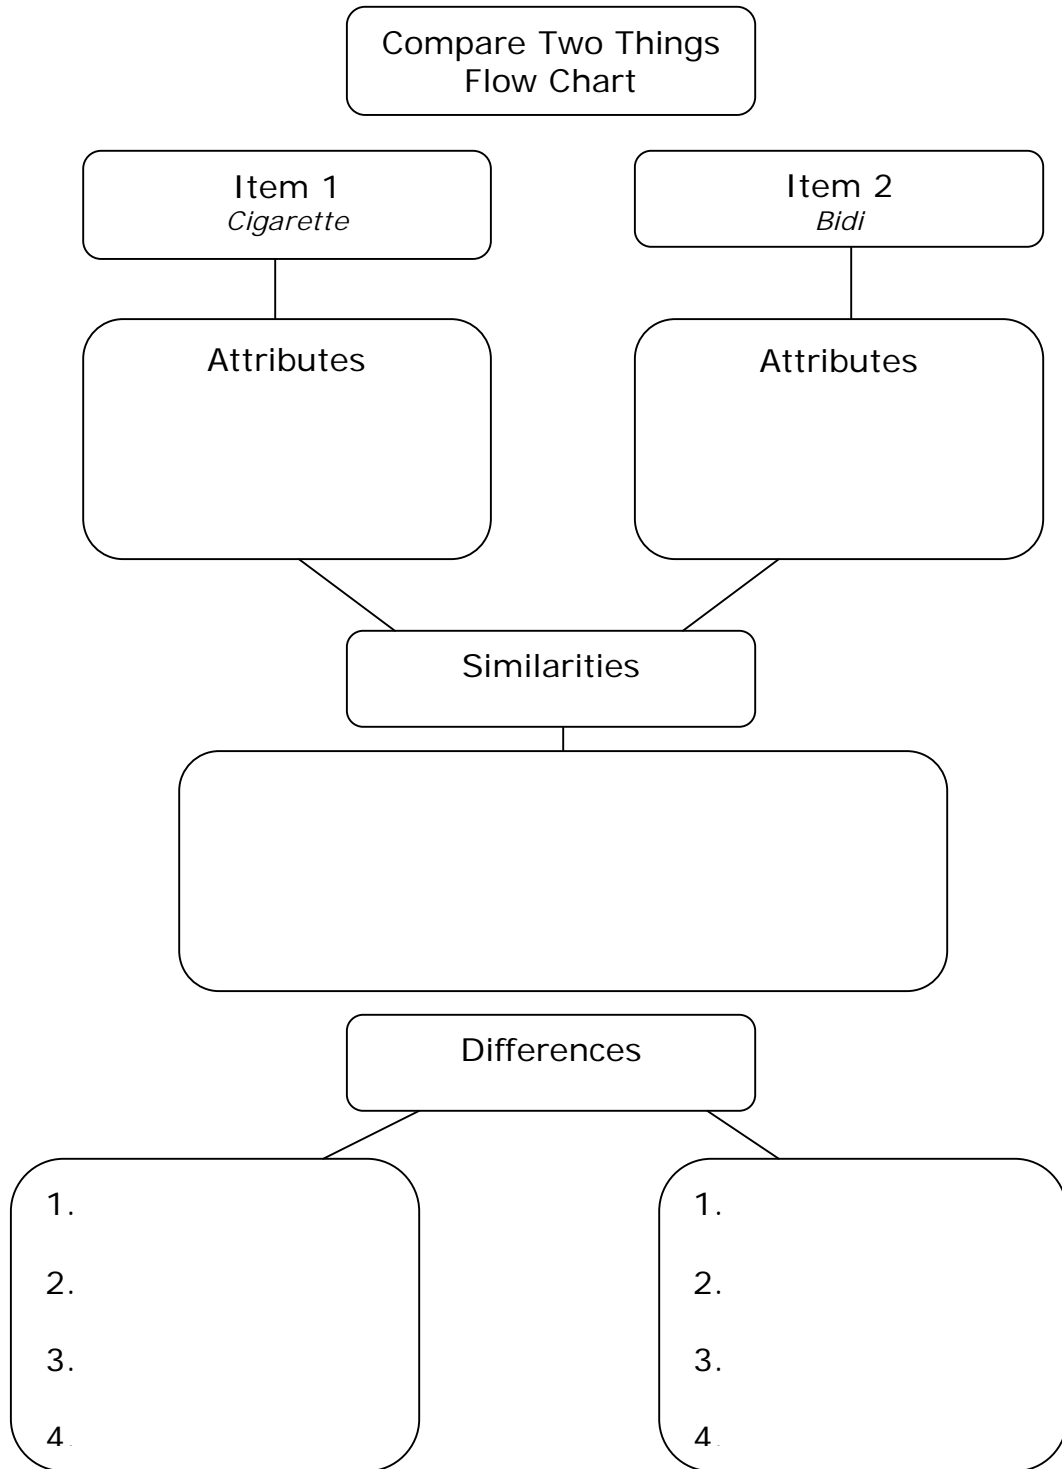 Compare Two Things
Flow Chart
Item 1
Cigarette
Item 2
Bidi
Attributes
Attributes
Similarities
Differences
1.
2.
3.
4.
1.
2.
3.
4.